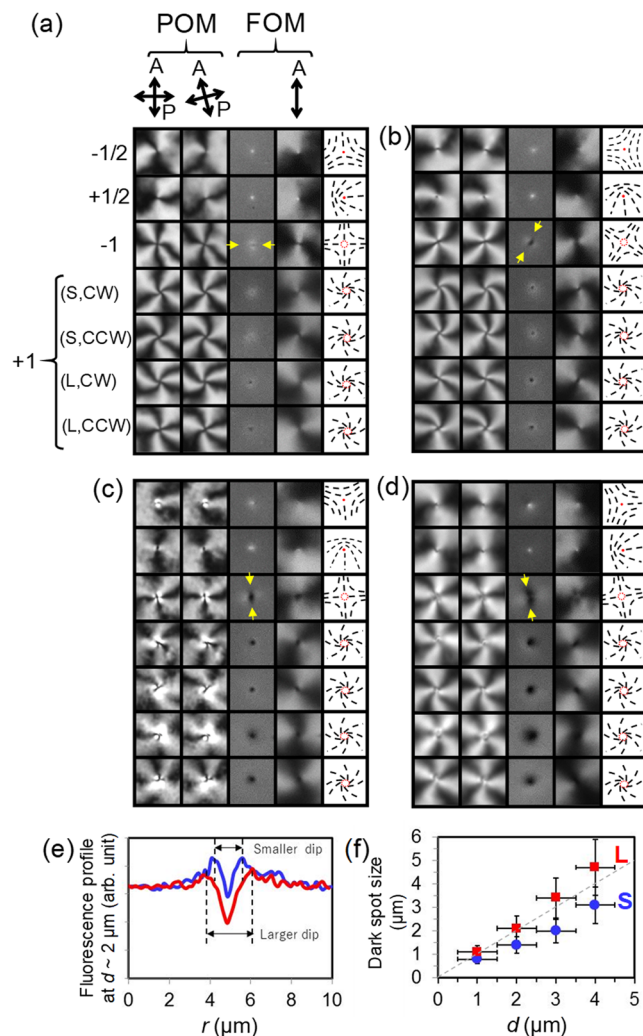 (a)
POM FOM
A A A
P P
-1/2
+1/2
-1
+1
(S,CW)
(S,CCW)
(L,CW)
(L,CCW)
(b)
(c)
(d)
(e)
Fluorescence profile
at d ~ 2 μm (arb. unit)
Smaller dip
Larger dip
0 2 4 6 8 10
r (μm)
(f)
Dark spot size
(μm)
6
5
4
3
2
1
0
L
S
0 1 2 3 4 5
d (μm)